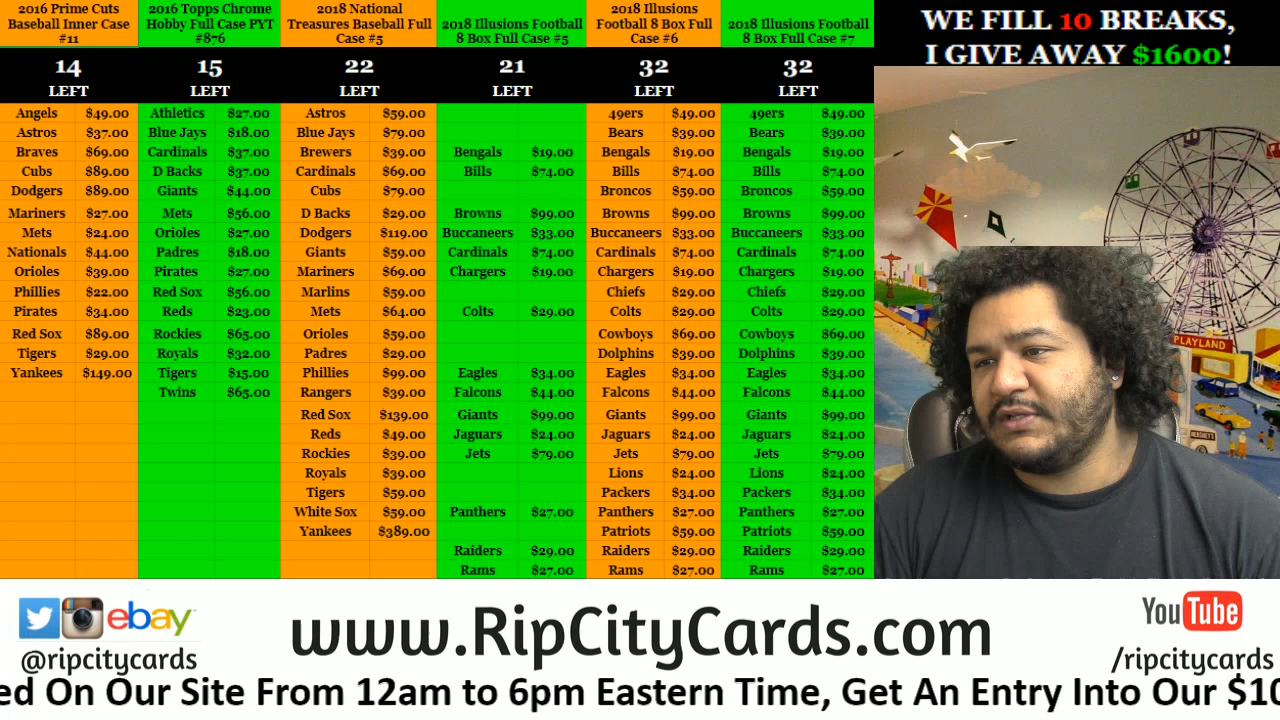 2016 Prime Cuts Baseball Inner Case #11
14
LEFT
Angels $49.00
Astros $37.00
Braves $69.00
Cubs $89.00
Dodgers $89.00
Mariners $27.00
Mets $24.00
Nationals $44.00
Orioles $39.00
Phillies $22.00
Pirates $34.00
Red Sox $89.00
Tigers $29.00
Yankees $149.00
2016 Topps Chrome Hobby Full Case PYT #876
15
LEFT
Athletics $27.00
Blue Jays $18.00
Cardinals $37.00
D Backs $37.00
Giants $44.00
Mets $56.00
Orioles $27.00
Padres $18.00
Pirates $27.00
Red Sox $56.00
Reds $23.00
Rockies $65.00
Royals $32.00
Tigers $15.00
Twins $65.00
2018 National Treasures Baseball Full Case #5
22
LEFT
Astros $59.00
Blue Jays $79.00
Brewers $39.00
Cardinals $69.00
Cubs $79.00
D Backs $29.00
Dodgers $119.00
Giants $59.00
Mariners $69.00
Marlins $59.00
Mets $64.00
Orioles $59.00
Padres $29.00
Phillies $99.00
Rangers $39.00
Red Sox $139.00
Reds $49.00
Rockies $39.00
Royals $39.00
Tigers $59.00
White Sox $59.00
Yankees $389.00
2018 Illusions Football 8 Box Full Case #5
21
LEFT
Bengals $19.00
Bills $74.00
Browns $99.00
Buccaneers $33.00
Cardinals $74.00
Chargers $19.00
Colts $29.00
Eagles $34.00
Falcons $44.00
Giants $99.00
Jaguars $24.00
Jets $79.00
Panthers $27.00
Raiders $29.00
Rams $27.00
2018 Illusions Football 8 Box Full Case #6
32
LEFT
49ers $49.00
Bears $39.00
Bengals $19.00
Bills $74.00
Broncos $59.00
Browns $99.00
Buccaneers $33.00
Cardinals $74.00
Chargers $19.00
Chiefs $29.00
Colts $29.00
Cowboys $69.00
Dolphins $39.00
Eagles $34.00
Falcons $44.00
Giants $99.00
Jaguars $24.00
Jets $79.00
Lions $24.00
Packers $34.00
Panthers $27.00
Patriots $59.00
Raiders $29.00
Rams $27.00
2018 Illusions Football 8 Box Full Case #7
32
LEFT
49ers $49.00
Bears $39.00
Bengals $19.00
Bills $74.00
Broncos $59.00
Browns $99.00
Buccaneers $33.00
Cardinals $74.00
Chargers $19.00
Chiefs $29.00
Colts $29.00
Cowboys $69.00
Dolphins $39.00
Eagles $34.00
Falcons $44.00
Giants $99.00
Jaguars $24.00
Jets $79.00
Lions $24.00
Packers $34.00
Panthers $27.00
Patriots $59.00
Raiders $29.00
Rams $27.00
WE FILL 10 BREAKS,
I GIVE AWAY $1600!
PLAYLAND
HERSHEY'S
ebay
@ripcitycards
www.RipCityCards.com
YouTube
/ripcitycards
ed On Our Site From 12am to 6pm Eastern Time, Get An Entry Into Our $10